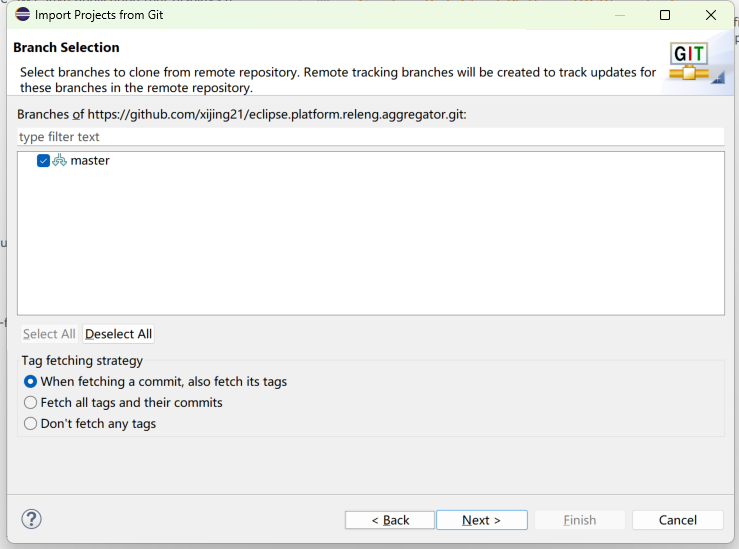 Import Projects from Git
Branch Selection
GIT
Select branches to clone from remote repository. Remote tracking branches will be created to track updates for
these branches in the remote repository.
Branches of https://github.com/xijing21/eclipse.platform.releng.aggregator.git:
type filter text
master
Select All Deselect All
Tag fetching strategy
When fetching a commit, also fetch its tags
Fetch all tags and their commits
Don't fetch any tags
? < Back Next > Finish Cancel